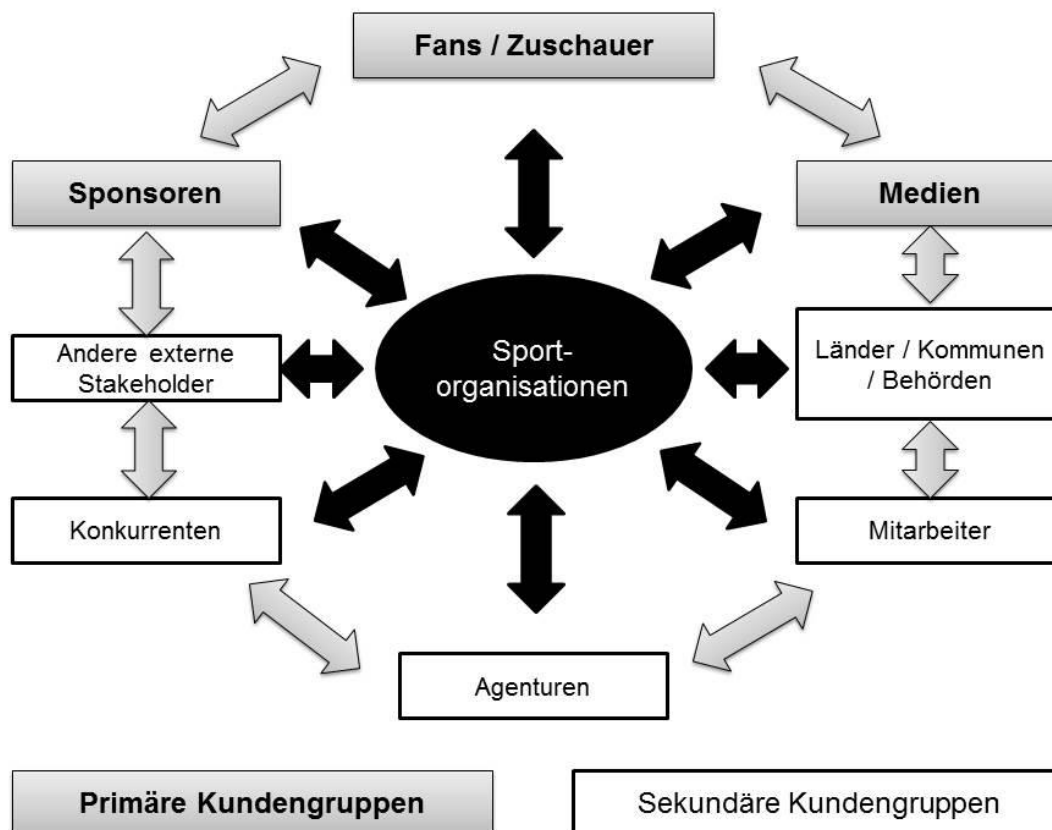 Fans / Zuschauer
Sponsoren
Medien
Andere externe
Stakeholder
Sport-
organisationen
Länder / Kommunen
/ Behörden
Konkurrenten
Mitarbeiter
Agenturen
Primäre Kundengruppen
Sekundäre Kundengruppen